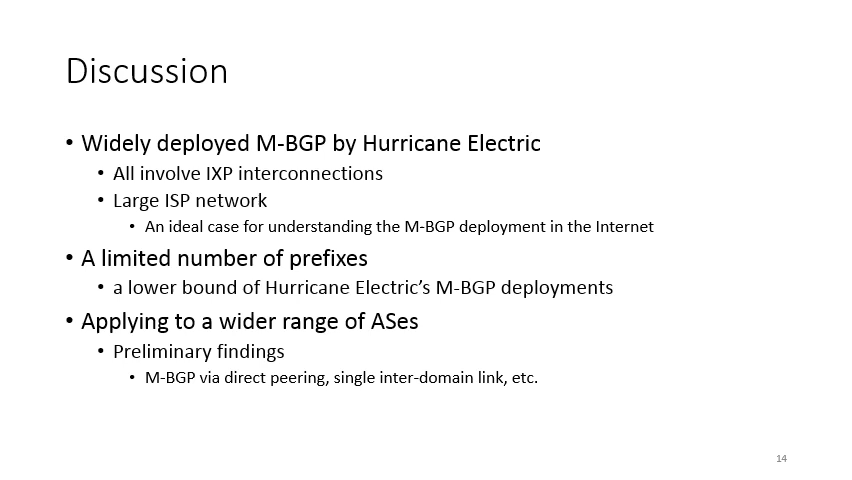 Discussion
• Widely deployed M-BGP by Hurricane Electric
• All involve IXP interconnections
• Large ISP network
• An ideal case for understanding the M-BGP deployment in the Internet
• A limited number of prefixes
• a lower bound of Hurricane Electric’s M-BGP deployments
• Applying to a wider range of ASes
• Preliminary findings
• M-BGP via direct peering, single inter-domain link, etc.
14